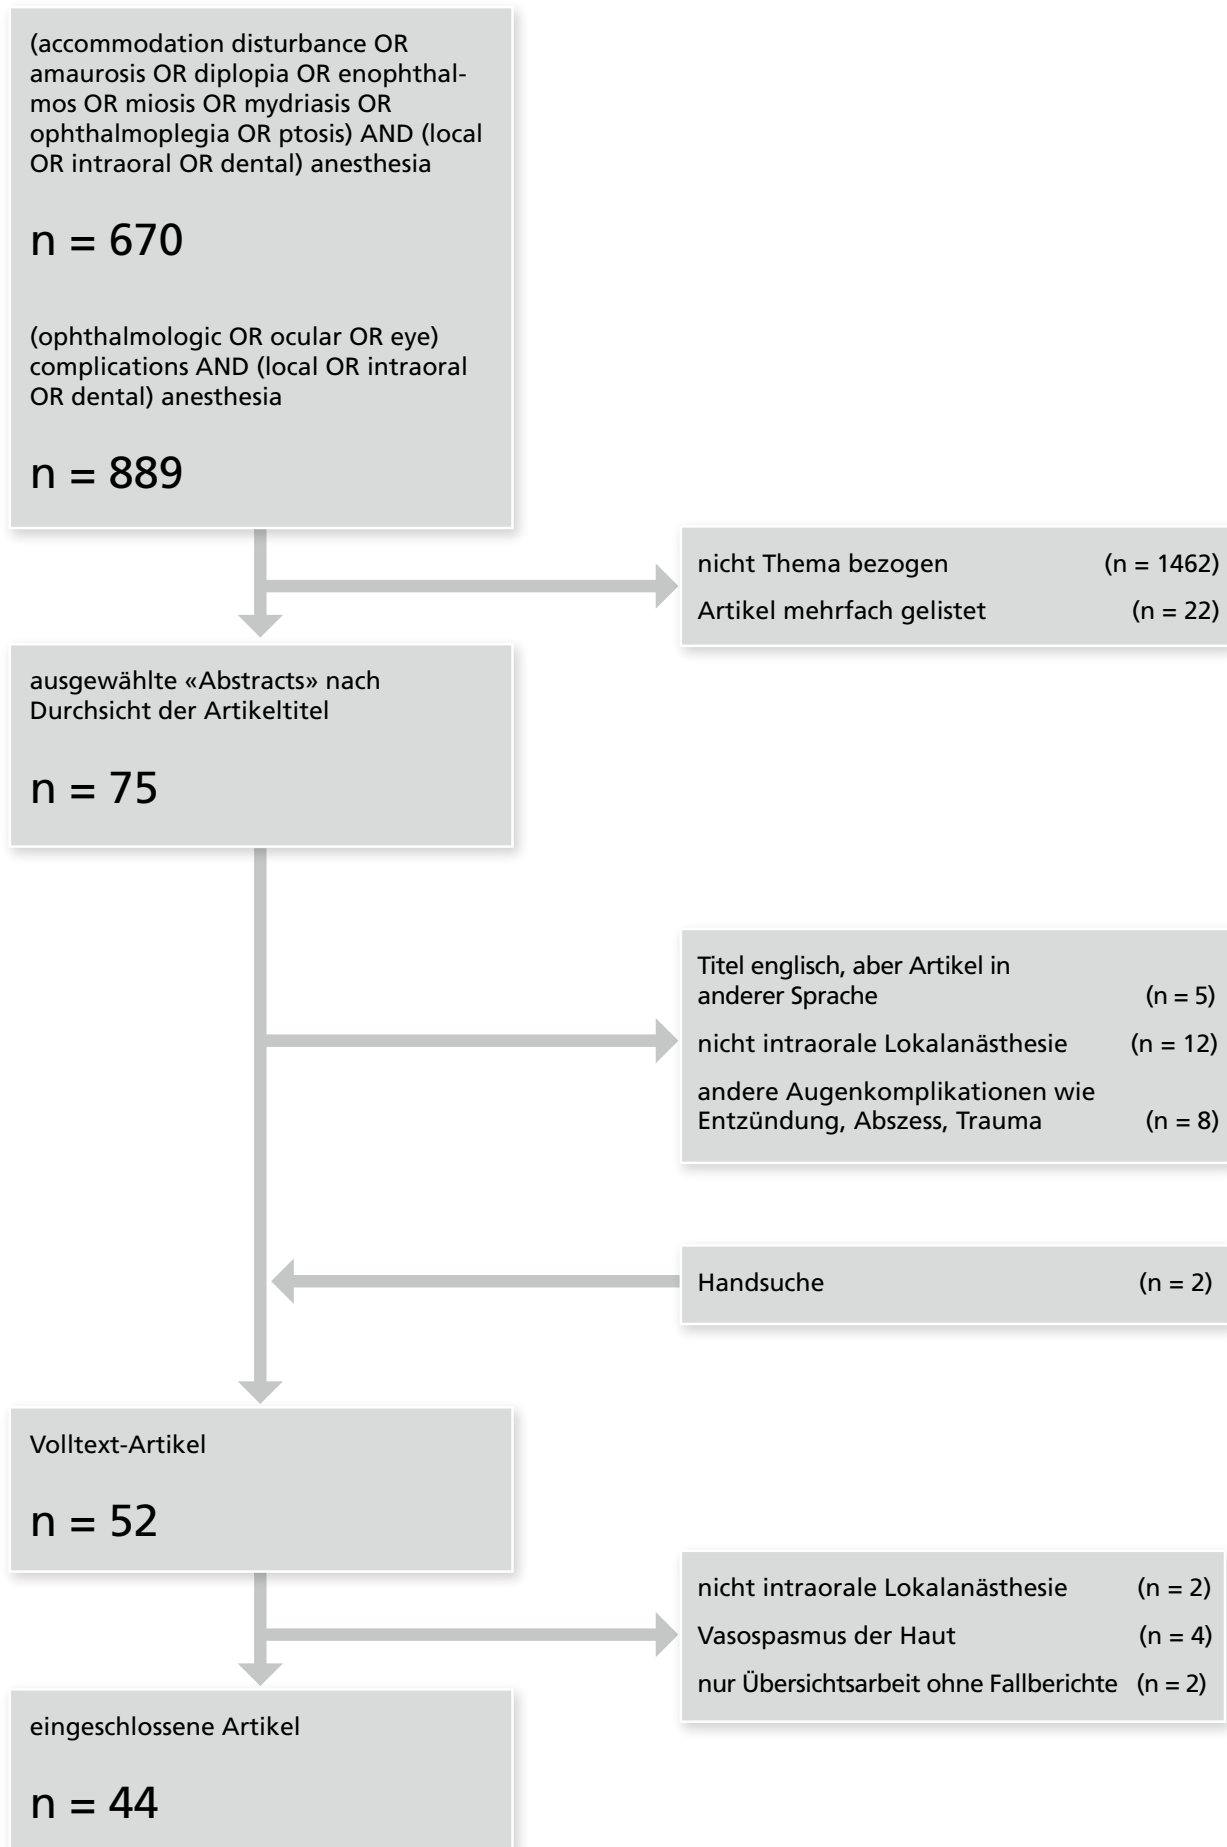 (accommodation disturbance OR
amaurosis OR diplopia OR enophthal-
mos OR miosis OR mydriasis OR
ophthalmoplegia OR ptosis) AND (local
OR intraoral OR dental) anesthesia
n = 670
(ophthalmologic OR ocular OR eye)
complications AND (local OR intraoral
OR dental) anesthesia
n = 889
nicht Thema bezogen (n = 1462)
Artikel mehrfach gelistet (n = 22)
ausgewählte «Abstracts» nach
Durchsicht der Artikeltitel
n = 75
Titel englisch, aber Artikel in
anderer Sprache (n = 5)
nicht intraorale Lokalanästhesie (n = 12)
andere Augenkomplikationen wie
Entzündung, Abszess, Trauma (n = 8)
Handsuche (n = 2)
Volltext-Artikel
n = 52
nicht intraorale Lokalanästhesie (n = 2)
Vasospasmus der Haut (n = 4)
nur Übersichtsarbeit ohne Fallberichte (n = 2)
eingeschlossene Artikel
n = 44